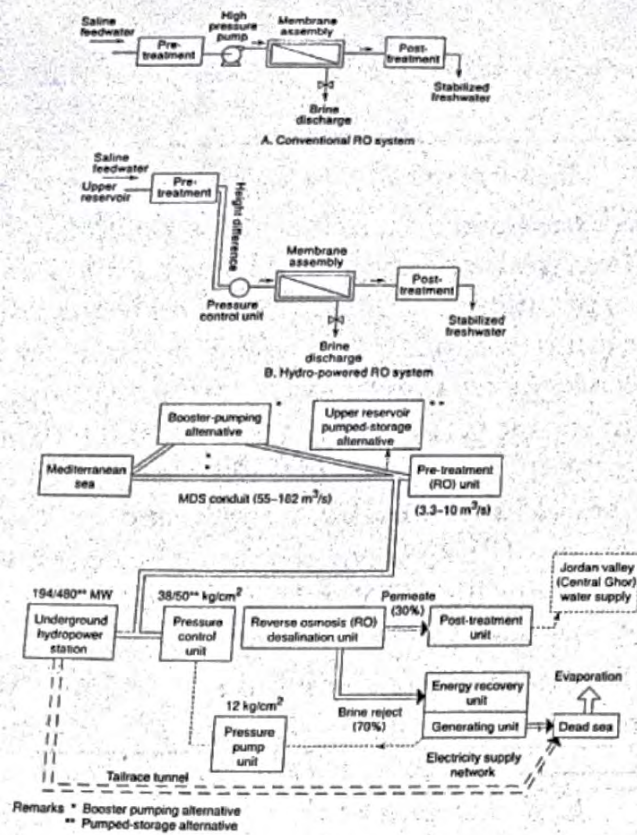 Saline
feedwater
Pre-
treatment
High
pressure
pump
Membrane
assembly
Post-
treatment
Stabilized
freshwater
Brine
discharge
A. Conventional RO system
Saline
feedwater
Upper
reservoir
Pre-
treatment
Height difference
Pressure
control unit
Membrane
assembly
Post-
treatment
Stabilized
freshwater
Brine
discharge
B. Hydro-powered RO system
Booster-pumping
alternative
*
Upper reservoir
pumped-storage
alternative
**
Mediterranean
sea
*
*
MDS conduit (55–182 m³/s)
Pre-treatment
(RO) unit
(3.3–10 m³/s)
Jordan valley
(Central Ghor)
water supply
194/480** MW
Underground
hydropower
station
38/50** kg/cm²
Pressure
control
unit
Reverse osmosis (RO)
desalination unit
Permeate
(30%)
Post-treatment
unit
Brine reject
(70%)
Energy recovery
unit
Generating unit
Evaporation
Dead sea
12 kg/cm²
Pressure
pump
unit
Electricity supply
network
Tailrace tunnel
Remarks * Booster pumping alternative
** Pumped-storage alternative